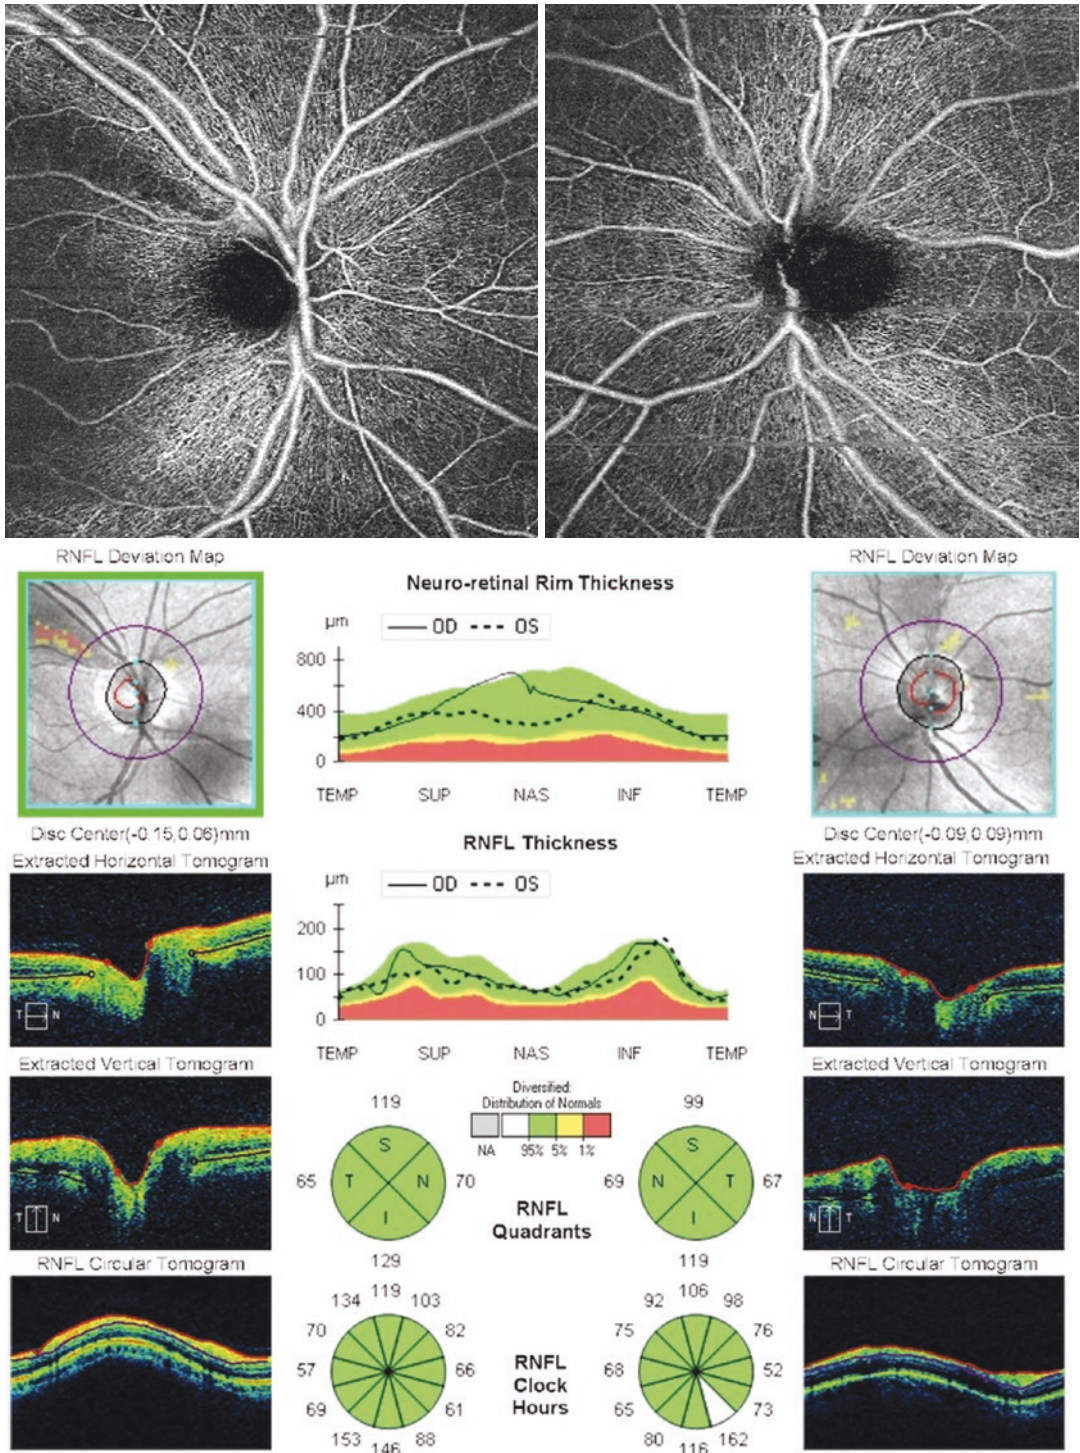 RNFL Deviation Map
Neuro-retinal Rim Thickness
RNFL Deviation Map
µm
OD
OS
800
400
0
TEMP SUP NAS INF TEMP
Disc Center(-0.15,0.06)mm
Disc Center(-0.09,0.09)mm
Extracted Horizontal Tomogram
RNFL Thickness
Extracted Horizontal Tomogram
µm
OD
OS
200
100
0
T N
N T
TEMP SUP NAS INF TEMP
Extracted Vertical Tomogram
Extracted Vertical Tomogram
Diversified:
Distribution of Normals
NA 95% 5% 1%
119
S
65 T N 70
I
129
99
S
69 N T 67
I
119
RNFL
Quadrants
T N
N T
RNFL Circular Tomogram
RNFL Circular Tomogram
119
134 103
70 82
57 66
69 61
153 88
146
RNFL
Clock
Hours
106
92 98
75 76
68 52
65 73
80 162
116